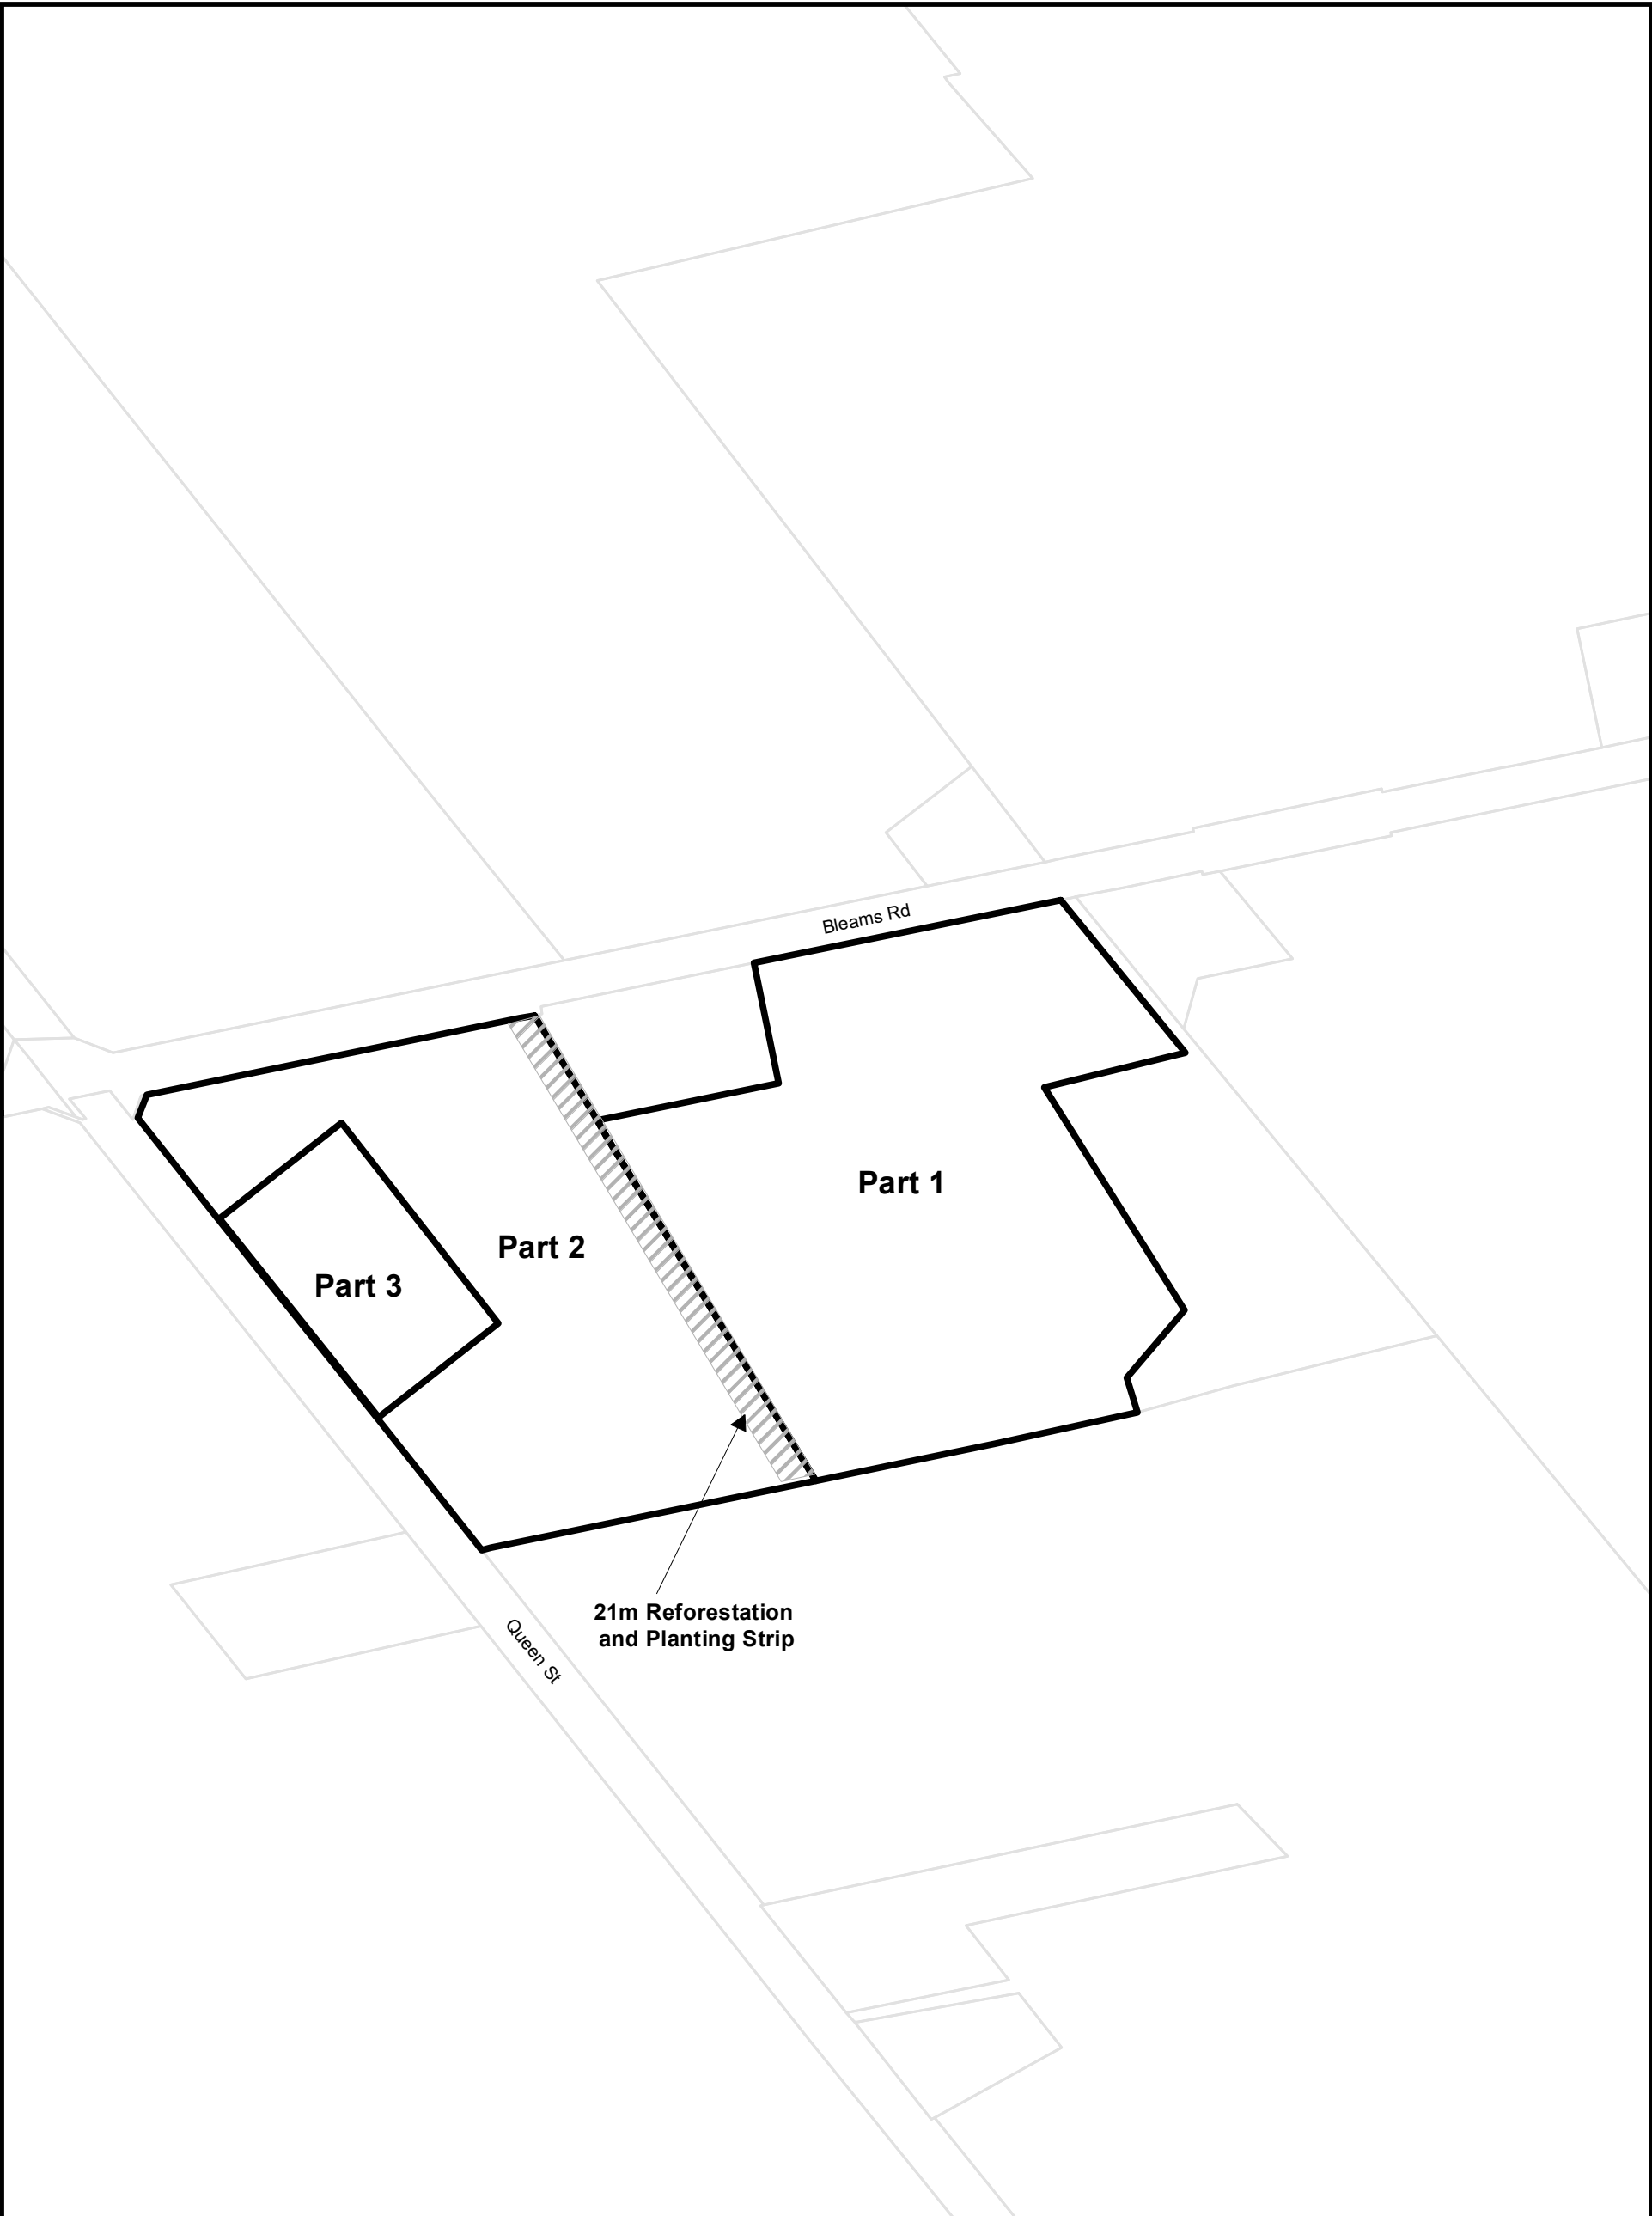 Bleams Rd
Part 1
Part 2
Part 3
21m Reforestation
and Planting Strip
Queen St